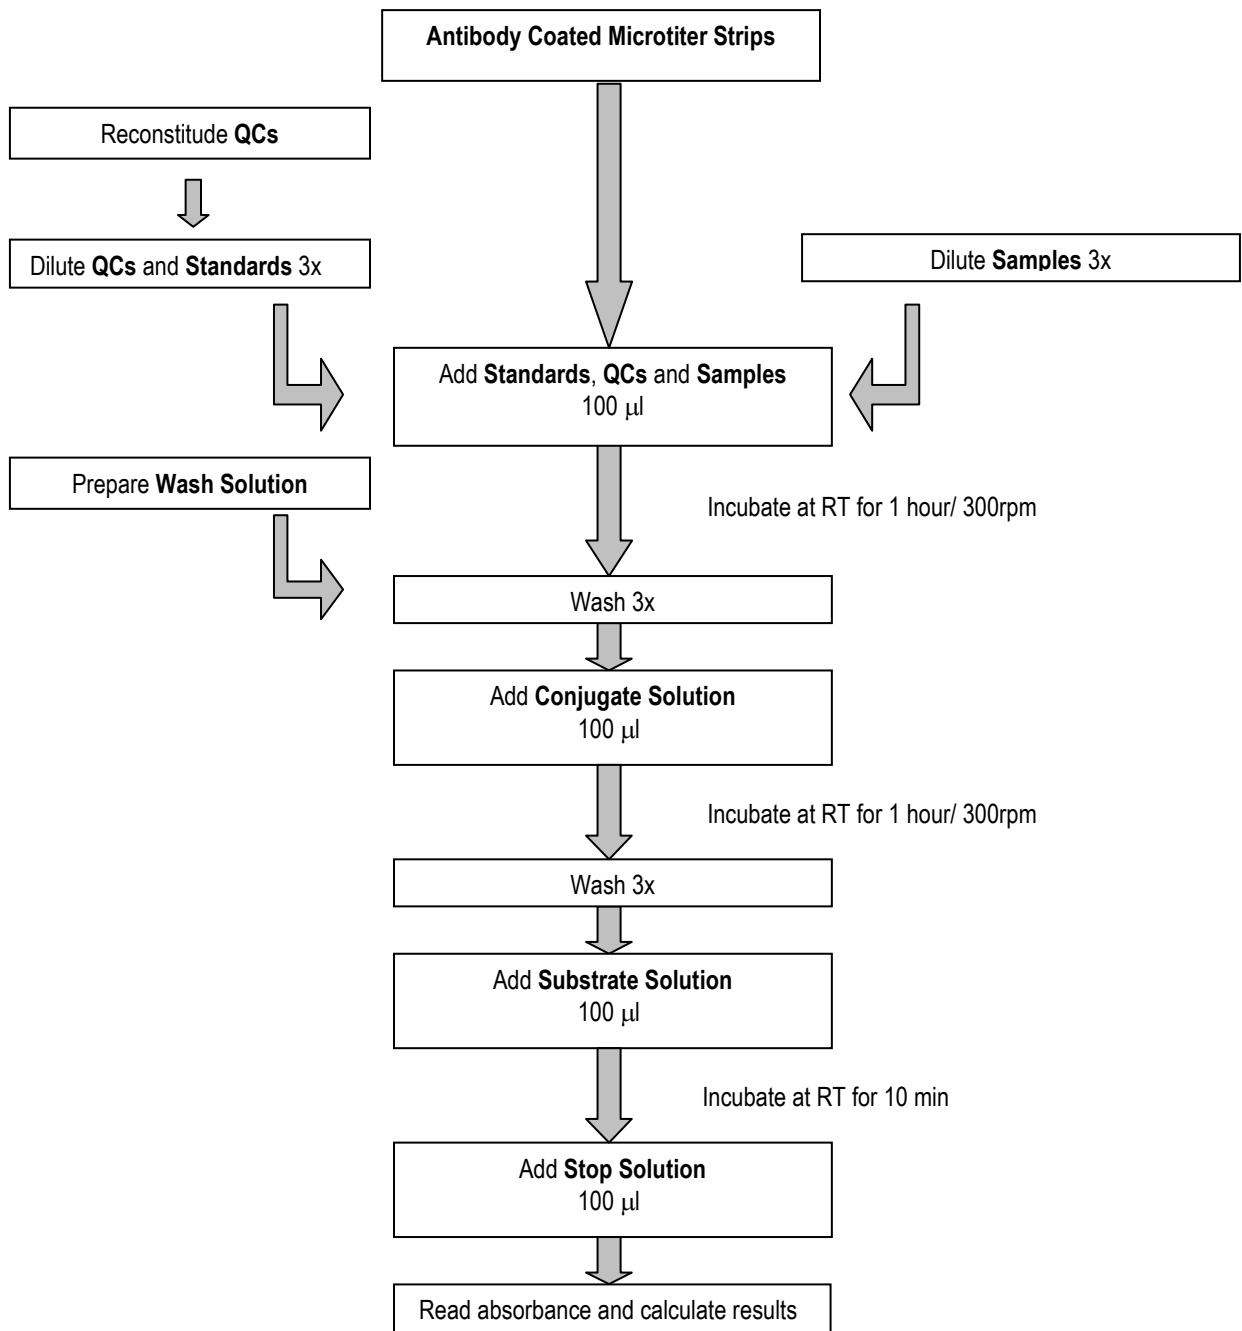 Antibody Coated Microtiter Strips
Reconstitude QCs
Dilute QCs and Standards 3x
Dilute Samples 3x
Add Standards, QCs and Samples
100 μl
Prepare Wash Solution
Incubate at RT for 1 hour/ 300rpm
Wash 3x
Add Conjugate Solution
100 μl
Incubate at RT for 1 hour/ 300rpm
Wash 3x
Add Substrate Solution
100 μl
Incubate at RT for 10 min
Add Stop Solution
100 μl
Read absorbance and calculate results